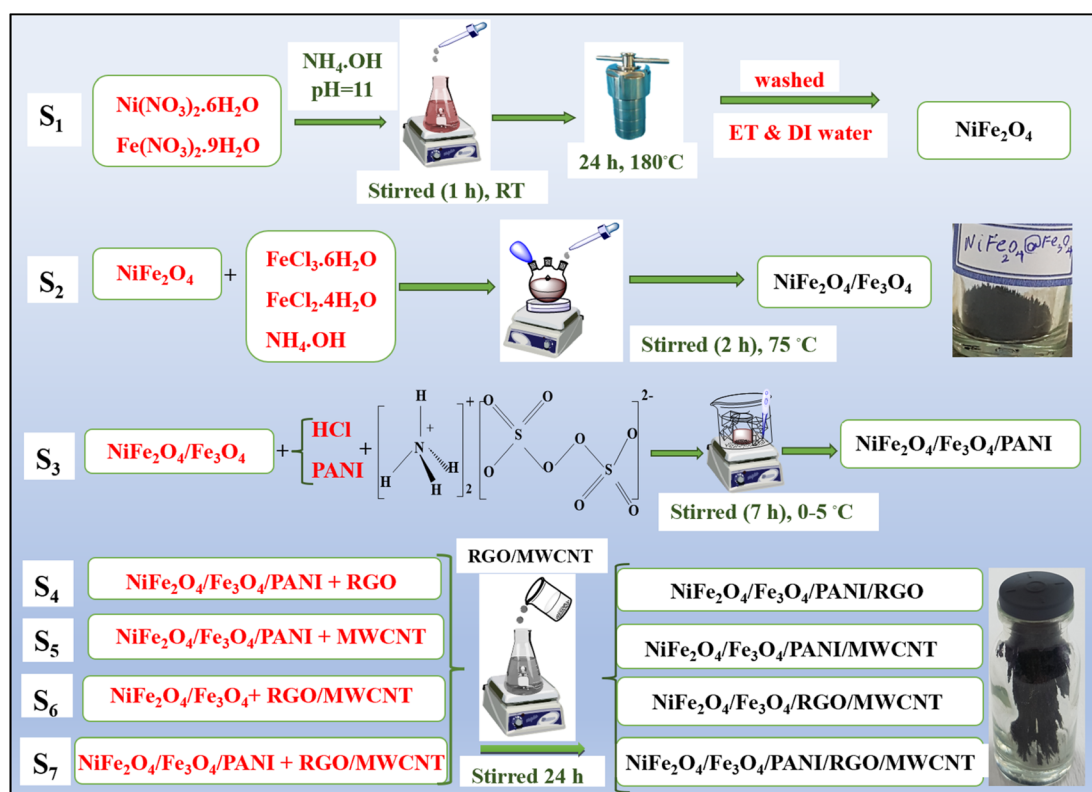 S₁
Ni(NO₃)₂.6H₂O
Fe(NO₃)₂.9H₂O
NH₄.OH
pH=11
Stirred (1 h), RT
24 h, 180°C
washed
ET & DI water
NiFe₂O₄
S₂
NiFe₂O₄
+
FeCl₃.6H₂O
FeCl₂.4H₂O
NH₄.OH
Stirred (2 h), 75 °C
NiFe₂O₄/Fe₃O₄
NiFe₂O₄@Fe₃O₄
S₃
NiFe₂O₄/Fe₃O₄
+
HCl
PANI
+
H
+
N
H
H
H
+
2
O
O
O
S
O
O
O
S
O
O
2-
Stirred (7 h), 0-5 °C
NiFe₂O₄/Fe₃O₄/PANI
S₄
NiFe₂O₄/Fe₃O₄/PANI + RGO
S₅
NiFe₂O₄/Fe₃O₄/PANI + MWCNT
S₆
NiFe₂O₄/Fe₃O₄+ RGO/MWCNT
S₇
NiFe₂O₄/Fe₃O₄/PANI + RGO/MWCNT
RGO/MWCNT
Stirred 24 h
NiFe₂O₄/Fe₃O₄/PANI/RGO
NiFe₂O₄/Fe₃O₄/PANI/MWCNT
NiFe₂O₄/Fe₃O₄/RGO/MWCNT
NiFe₂O₄/Fe₃O₄/PANI/RGO/MWCNT